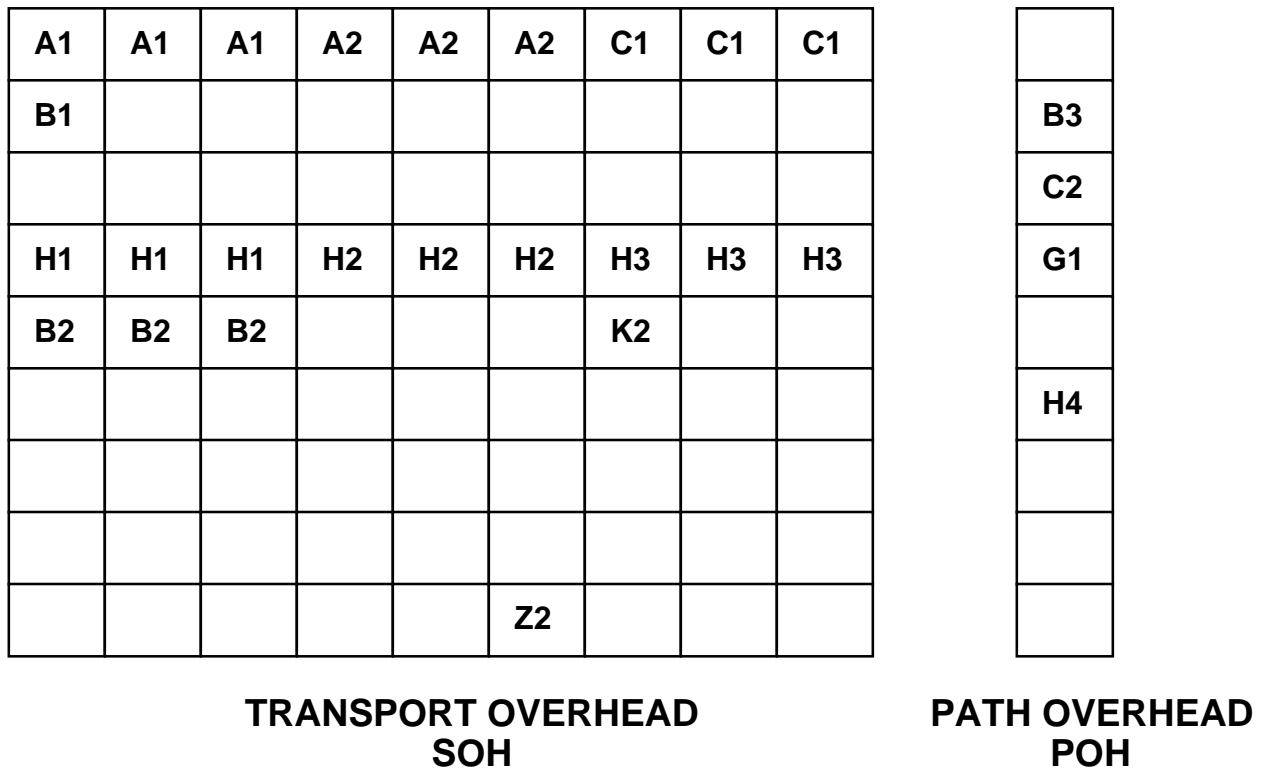 A1 A1 A1 A2 A2 A2 C1 C1 C1
B1 B3
C2
H1 H1 H1 H2 H2 H2 H3 H3 H3 G1
B2 B2 B2 K2
H4
Z2
TRANSPORT OVERHEAD PATH OVERHEAD
SOH POH